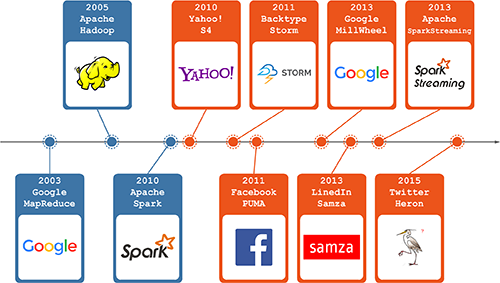 2005
Apache
Hadoop
2010
Yahoo!
S4
YAHOO!
2011
Backtype
Storm
STORM
2013
Google
MillWheel
Google
2013
Apache
SparkStreaming
Spark
Streaming
2003
Google
MapReduce
Google
2010
Apache
Spark
Spark
2011
Facebook
PUMA
f
2013
LinedIn
Samza
samza
2015
Twitter
Heron